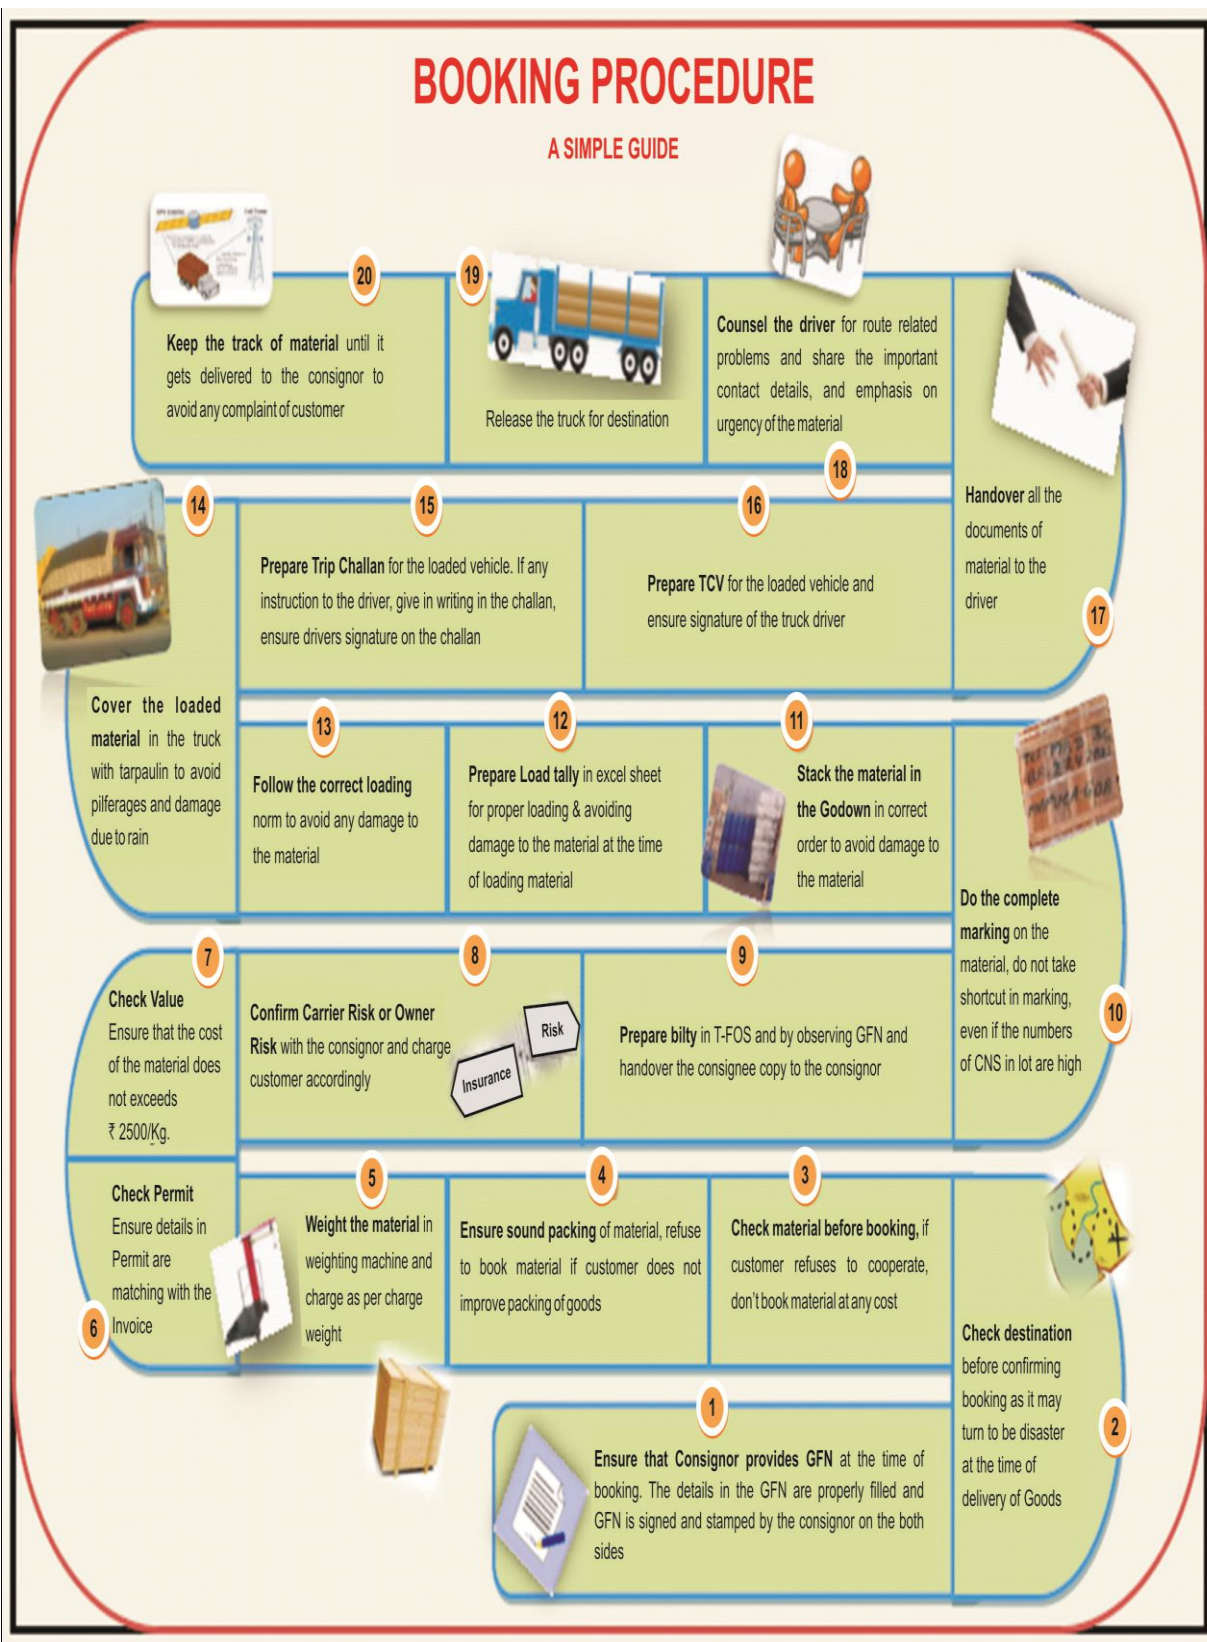 BOOKING PROCEDURE
A SIMPLE GUIDE
20
Keep the track of material until it
gets delivered to the consignor to
avoid any complaint of customer
19
Release the truck for destination
Counsel the driver for route related
problems and share the important
contact details, and emphasis on
urgency of the material
18
Handover all the
documents of
material to the
driver
17
14
Cover the loaded
material in the truck
with tarpaulin to avoid
pilferages and damage
due to rain
15
Prepare Trip Challan for the loaded vehicle. If any
instruction to the driver, give in writing in the challan,
ensure drivers signature on the challan
16
Prepare TCV for the loaded vehicle and
ensure signature of the truck driver
13
Follow the correct loading
norm to avoid any damage to
the material
12
Prepare Load tally in excel sheet
for proper loading & avoiding
damage to the material at the time
of loading material
11
Stack the material in
the Godown in correct
order to avoid damage to
the material
Do the complete
marking on the
material, do not take
shortcut in marking,
even if the numbers
of CNS in lot are high
10
7
Check Value
Ensure that the cost
of the material does
not exceeds
₹ 2500/Kg.
8
Confirm Carrier Risk or Owner
Risk with the consignor and charge
customer accordingly
Risk
Insurance
9
Prepare bilty in T-FOS and by observing GFN and
handover the consignee copy to the consignor
Check Permit
Ensure details in
Permit are
matching with the
Invoice
6
5
Weight the material in
weighting machine and
charge as per charge
weight
4
Ensure sound packing of material, refuse
to book material if customer does not
improve packing of goods
3
Check material before booking, if
customer refuses to cooperate,
don't book material at any cost
Check destination
before confirming
booking as it may
turn to be disaster
at the time of
delivery of Goods
2
1
Ensure that Consignor provides GFN at the time of
booking. The details in the GFN are properly filled and
GFN is signed and stamped by the consignor on the both
sides